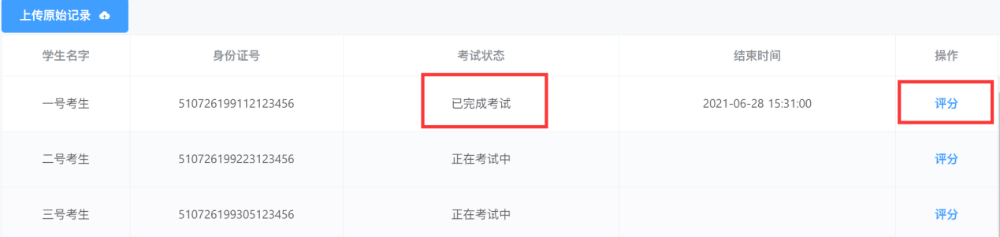 上传原始记录
学生名字 身份证号 考试状态 结束时间 操作
一号考生 510726199112123456 已完成考试 2021-06-28 15:31:00 评分
二号考生 510726199223123456 正在考试中 评分
三号考生 510726199305123456 正在考试中 评分